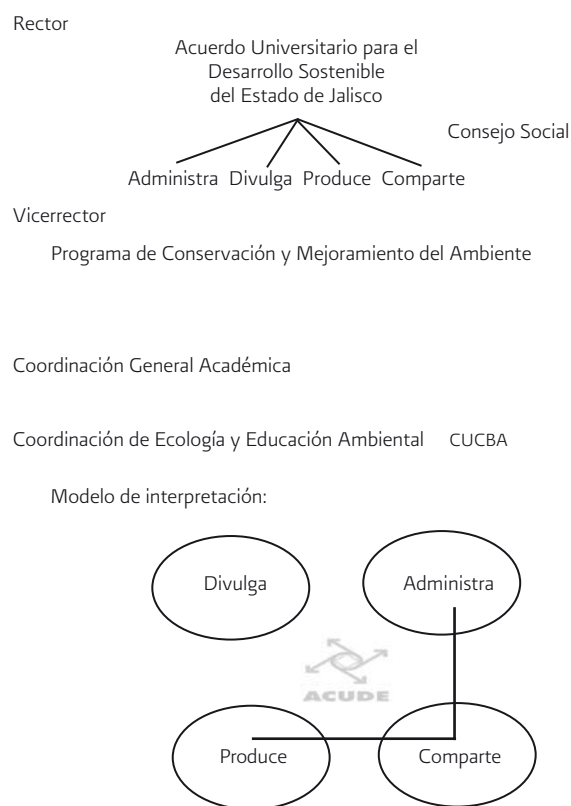 Rector
Acuerdo Universitario para el
Desarrollo Sostenible
del Estado de Jalisco
Consejo Social
Administra Divulga Produce Comparte
Vicerrector
Programa de Conservación y Mejoramiento del Ambiente
Coordinación General Académica
Coordinación de Ecología y Educación Ambiental CUCBA
Modelo de interpretación:
Divulga Administra
ACUDE
Produce Comparte